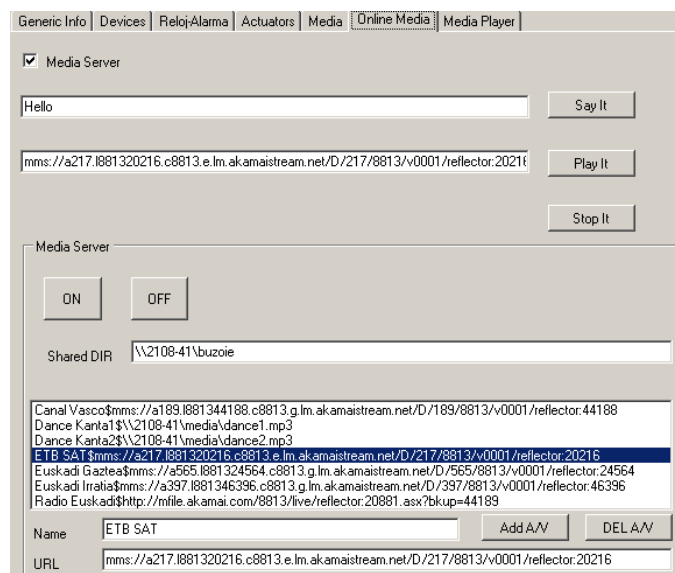 Generic Info Devices Reloj-Alarma Actuators Media Online Media Media Player
Media Server
Hello Say It
mms://a217.l881320216.c8813.e.lm.akamaistream.net/D/217/8813/v0001/reflector:20216 Play It
Stop It
Media Server
ON OFF
Shared DIR \\2108-41\buzoie
Canal Vasco$mms://a189.l881344188.c8813.g.lm.akamaistream.net/D/189/8813/v0001/reflector:44188
Dance Kanta1$\\2108-41\media\dance1.mp3
Dance Kanta2$\\2108-41\media\dance2.mp3
ETB SAT$mms://a217.l881320216.c8813.e.lm.akamaistream.net/D/217/8813/v0001/reflector:20216
Euskadi Gaztea$mms://a565.l881324564.c8813.g.lm.akamaistream.net/D/565/8813/v0001/reflector:24564
Euskadi Irratia$mms://a397.l881346396.c8813.g.lm.akamaistream.net/D/397/8813/v0001/reflector:46396
Radio Euskadi$http://mfile.akamai.com/8813/live/reflector:20881.asx?bkup=44189
Name ETB SAT Add A/V DEL A/V
URL mms://a217.l881320216.c8813.e.lm.akamaistream.net/D/217/8813/v0001/reflector:20216